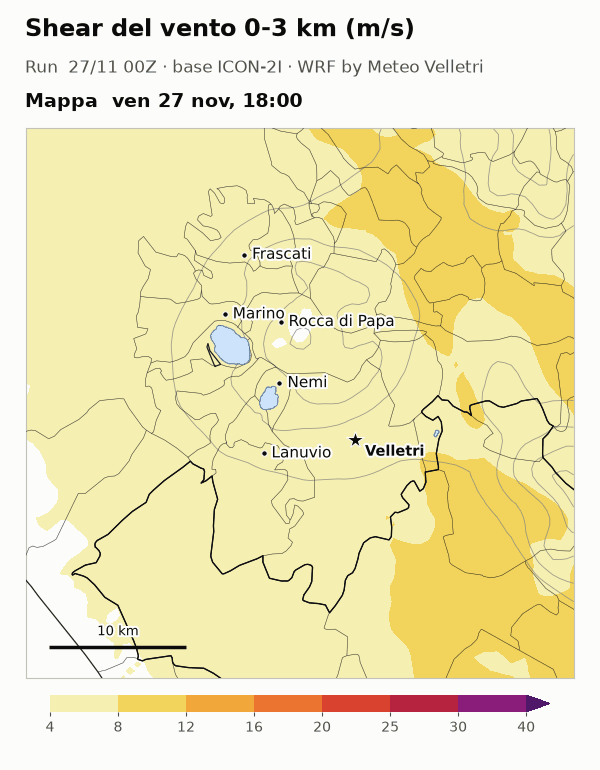 Shear del vento 0-3 km (m/s)
Run  27/11 00Z · base ICON-2I · WRF by Meteo Velletri
Mappa  ven 27 nov, 18:00
Frascati
Marino
Rocca di Papa
Nemi
Velletri
Lanuvio
10 km
4 8 12 16 20 25 30 40